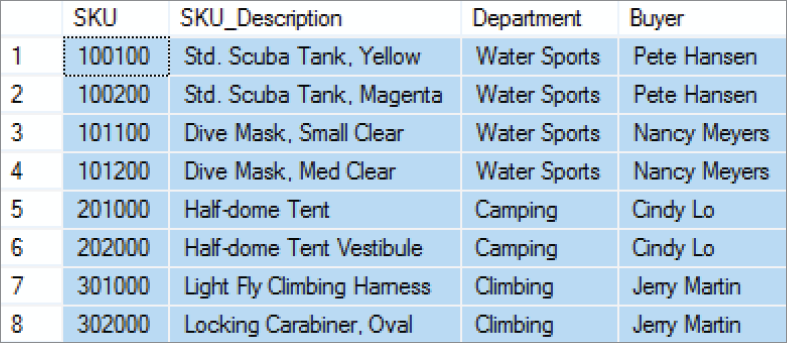 SKU SKU_Description Department Buyer
1 100100 Std. Scuba Tank, Yellow Water Sports Pete Hansen
2 100200 Std. Scuba Tank, Magenta Water Sports Pete Hansen
3 101100 Dive Mask, Small Clear Water Sports Nancy Meyers
4 101200 Dive Mask, Med Clear Water Sports Nancy Meyers
5 201000 Half-dome Tent Camping Cindy Lo
6 202000 Half-dome Tent Vestibule Camping Cindy Lo
7 301000 Light Fly Climbing Harness Climbing Jerry Martin
8 302000 Locking Carabiner, Oval Climbing Jerry Martin